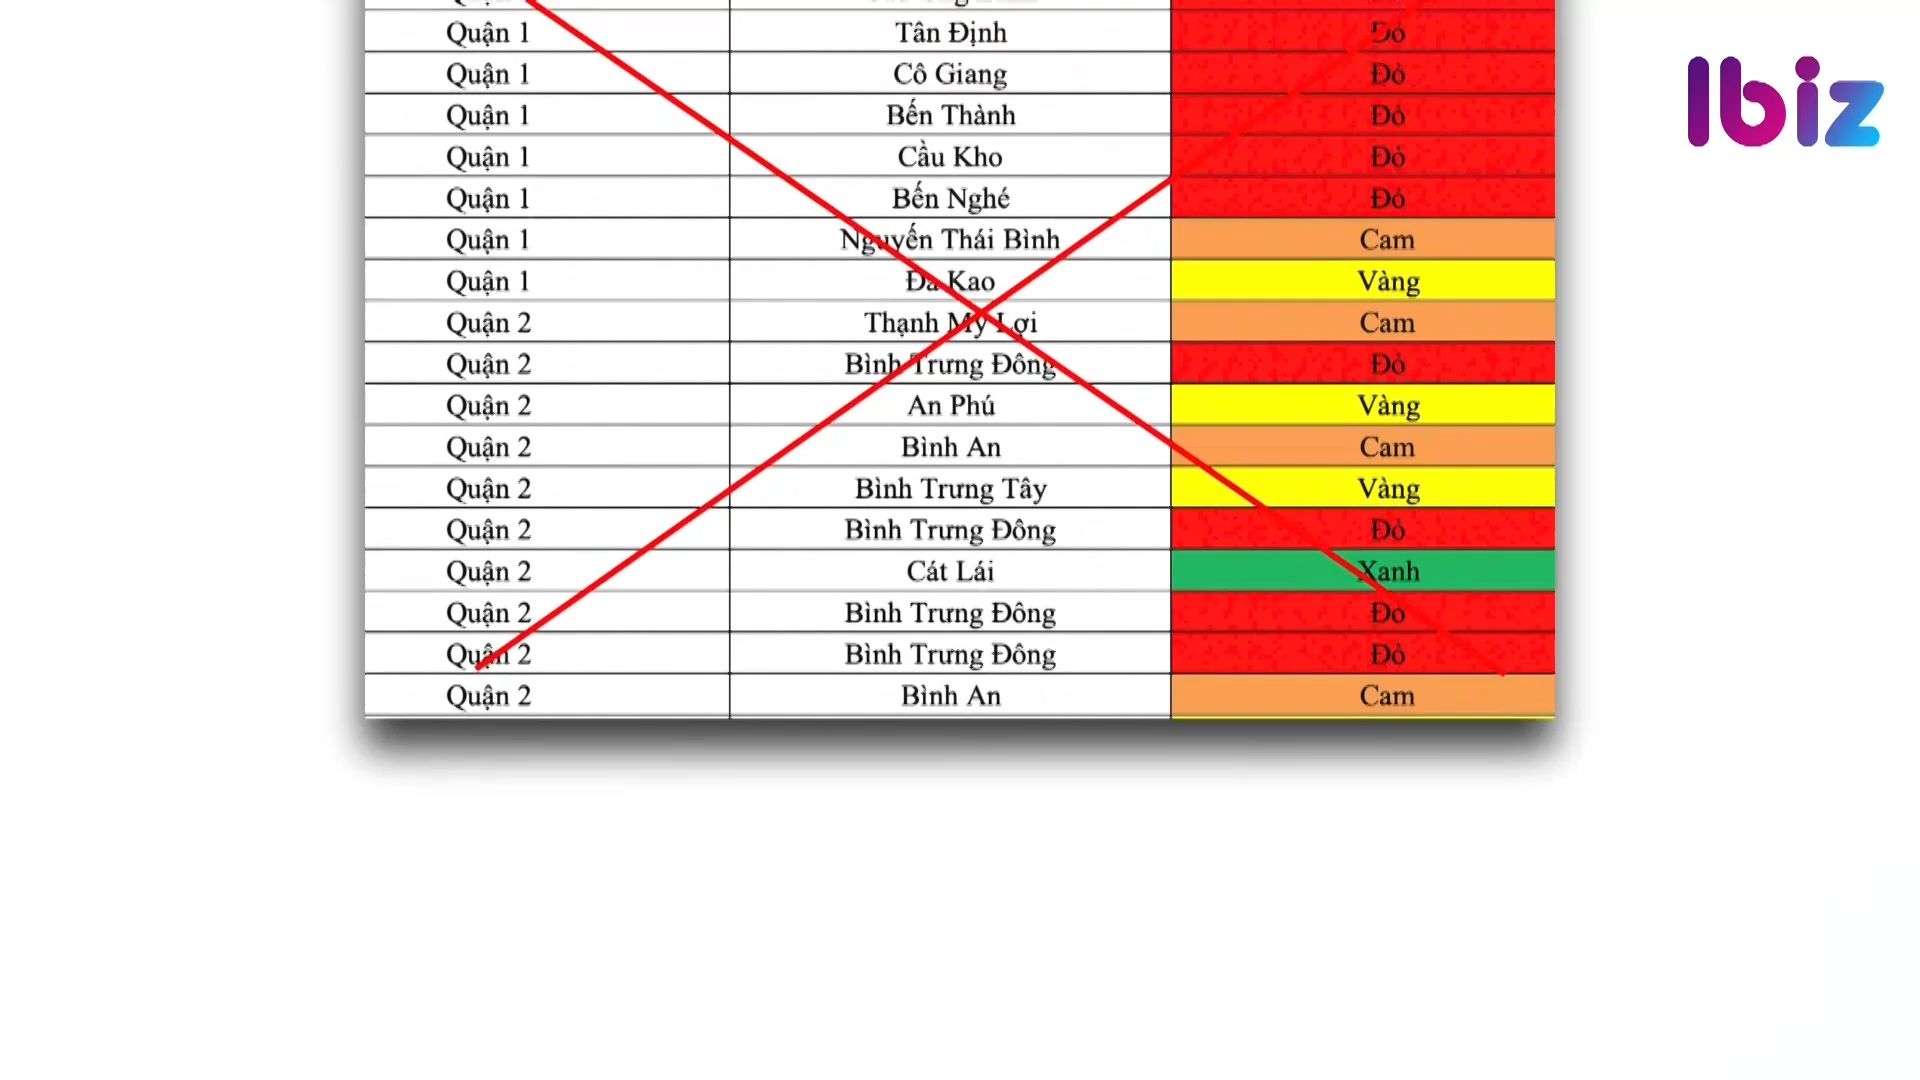 Ibiz
Quận 1 Tân Định Đỏ
Quận 1 Cô Giang Đỏ
Quận 1 Bến Thành Đỏ
Quận 1 Cầu Kho Đỏ
Quận 1 Bến Nghé Đỏ
Quận 1 Nguyễn Thái Bình Cam
Quận 1 Đa Kao Vàng
Quận 2 Thạnh Mỹ Lợi Cam
Quận 2 Bình Trưng Đông Đỏ
Quận 2 An Phú Vàng
Quận 2 Bình An Cam
Quận 2 Bình Trưng Tây Vàng
Quận 2 Bình Trưng Đông Đỏ
Quận 2 Cát Lái Xanh
Quận 2 Bình Trưng Đông Đỏ
Quận 2 Bình Trưng Đông Đỏ
Quận 2 Bình An Cam